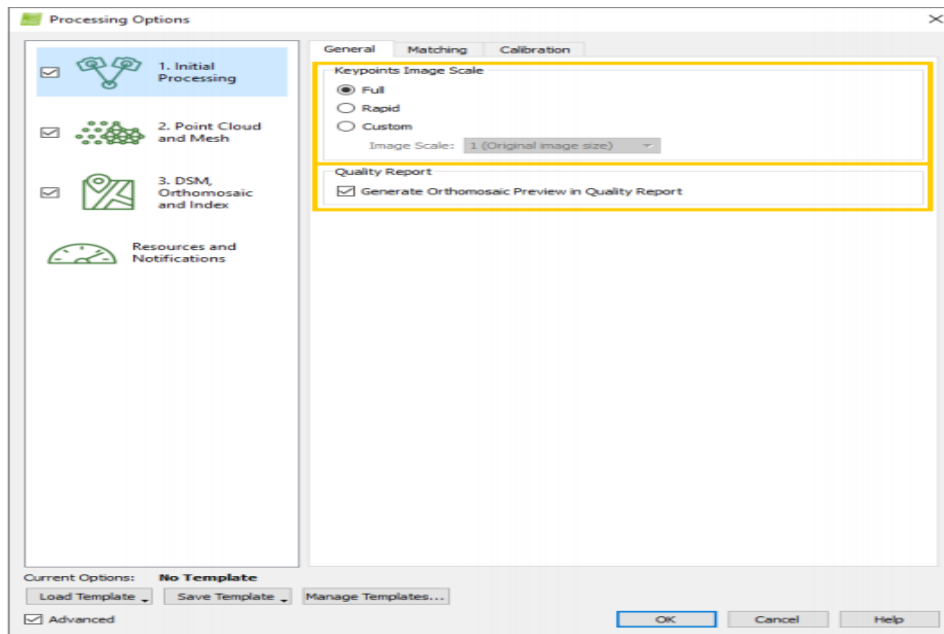 Processing Options
1. Initial
Processing
2. Point Cloud
and Mesh
3. DSM,
Orthomosaic
and Index
Resources and
Notifications
General Matching Calibration
Keypoints Image Scale
Full
Rapid
Custom
Image Scale: 1 (Original image size)
Quality Report
Generate Orthomosaic Preview in Quality Report
Current Options: No Template
Load Template Save Template Manage Templates...
Advanced
OK Cancel Help